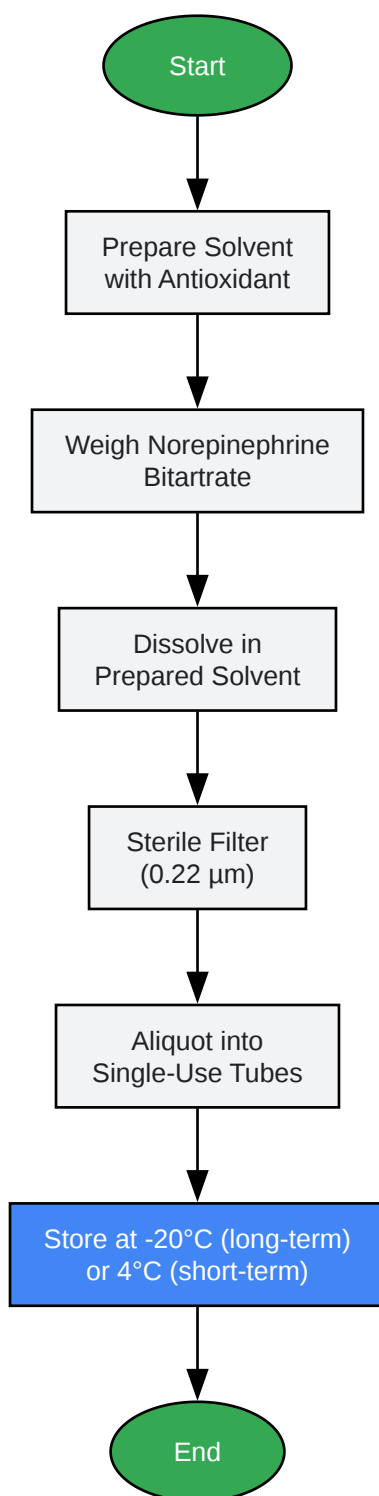 Start
Prepare Solvent
with Antioxidant
Weigh Norepinephrine
Bitartrate
Dissolve in
Prepared Solvent
Sterile Filter
(0.22 µm)
Aliquot into
Single-Use Tubes
Store at -20°C (long-term)
or 4°C (short-term)
End